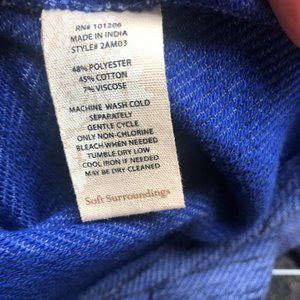 RN# 101206
MADE IN INDIA
STYLE# 2AM03
48% POLYESTER
45% COTTON
7% VISCOSE
MACHINE WASH COLD
SEPARATELY
GENTLE CYCLE
ONLY NON-CHLORINE
BLEACH WHEN NEEDED
TUMBLE DRY LOW
COOL IRON IF NEEDED
MAY BE DRY CLEANED
Soft Surroundings